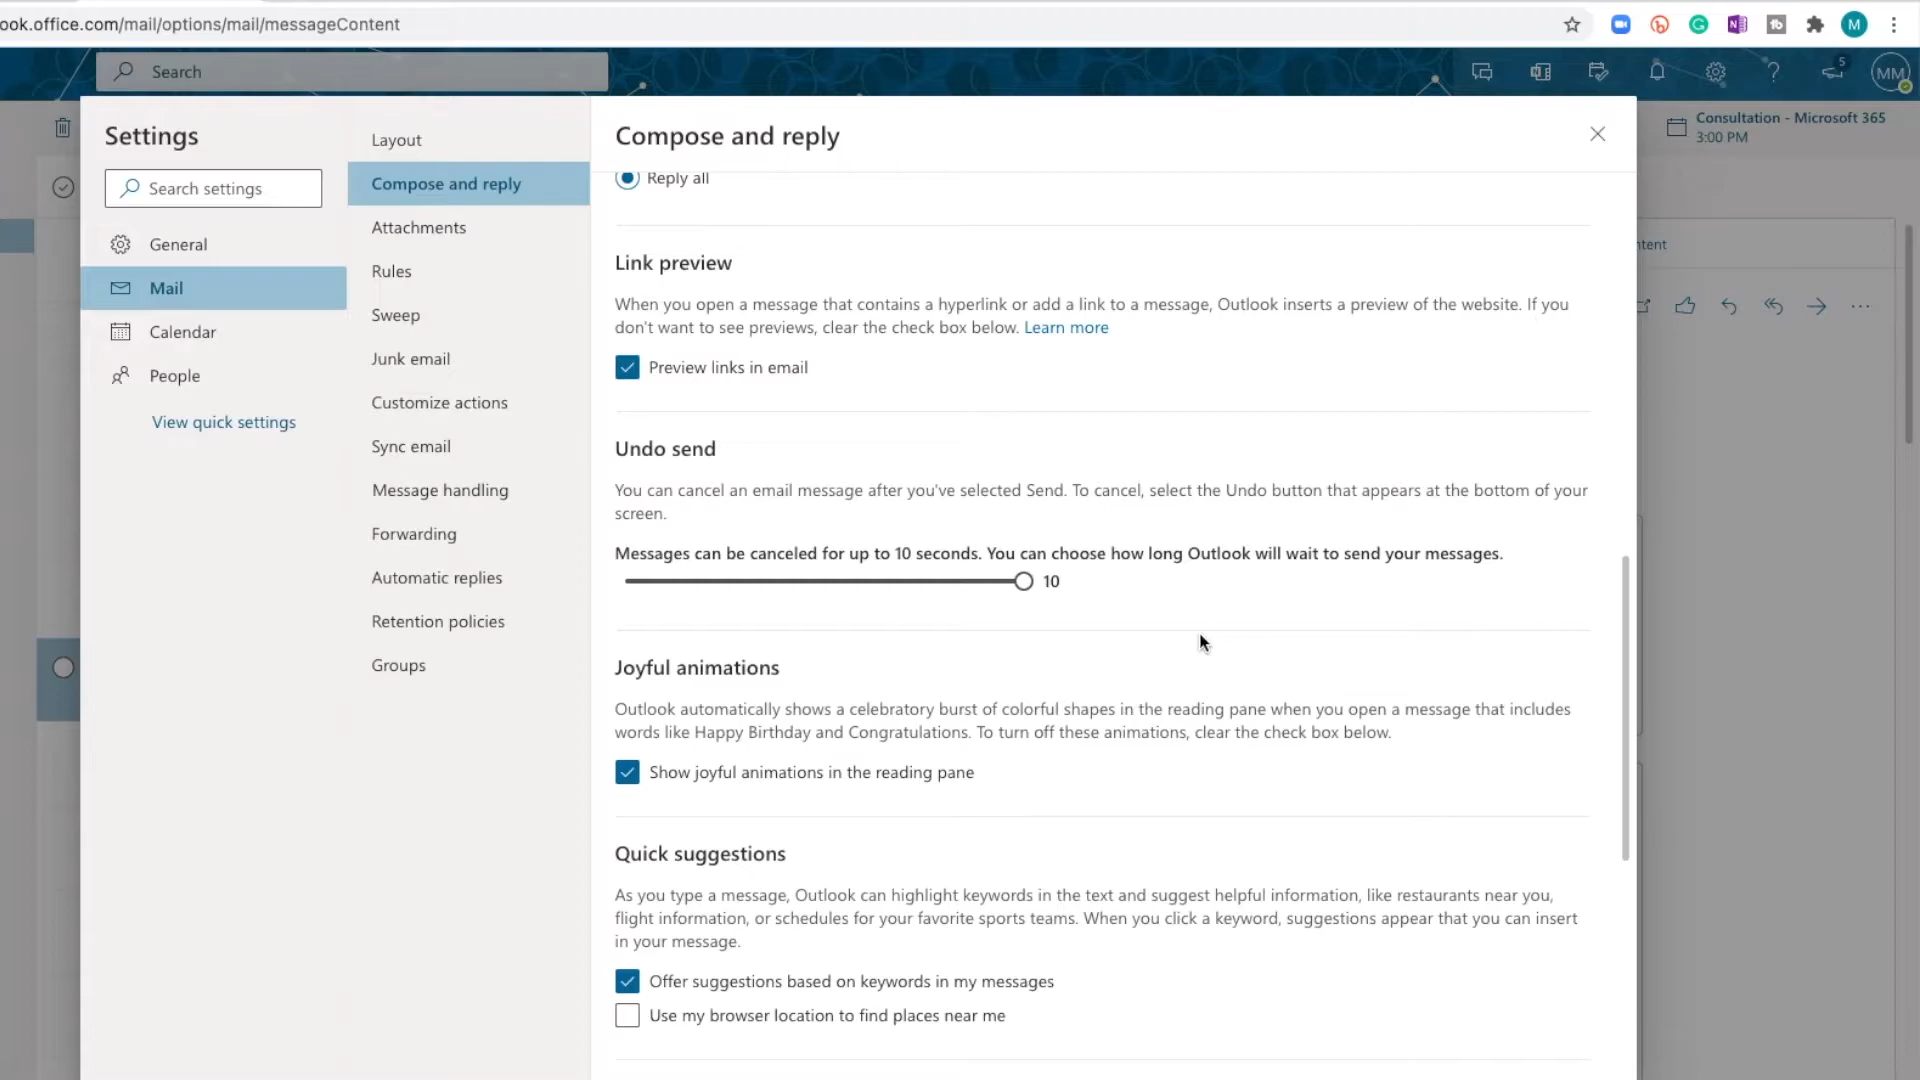 ook.office.com/mail/options/mail/messageContent
M
Search
5
MM
Consultation - Microsoft 365
3:00 PM
Settings
Search settings
General
Mail
Calendar
People
View quick settings
Layout
Compose and reply
Attachments
Rules
Sweep
Junk email
Customize actions
Sync email
Message handling
Forwarding
Automatic replies
Retention policies
Groups
Compose and reply
Reply all
Link preview
When you open a message that contains a hyperlink or add a link to a message, Outlook inserts a preview of the website. If you
don't want to see previews, clear the check box below. Learn more
Preview links in email
Undo send
You can cancel an email message after you've selected Send. To cancel, select the Undo button that appears at the bottom of your
screen.
Messages can be canceled for up to 10 seconds. You can choose how long Outlook will wait to send your messages.
10
Joyful animations
Outlook automatically shows a celebratory burst of colorful shapes in the reading pane when you open a message that includes
words like Happy Birthday and Congratulations. To turn off these animations, clear the check box below.
Show joyful animations in the reading pane
Quick suggestions
As you type a message, Outlook can highlight keywords in the text and suggest helpful information, like restaurants near you,
flight information, or schedules for your favorite sports teams. When you click a keyword, suggestions appear that you can insert
in your message.
Offer suggestions based on keywords in my messages
Use my browser location to find places near me
ntent